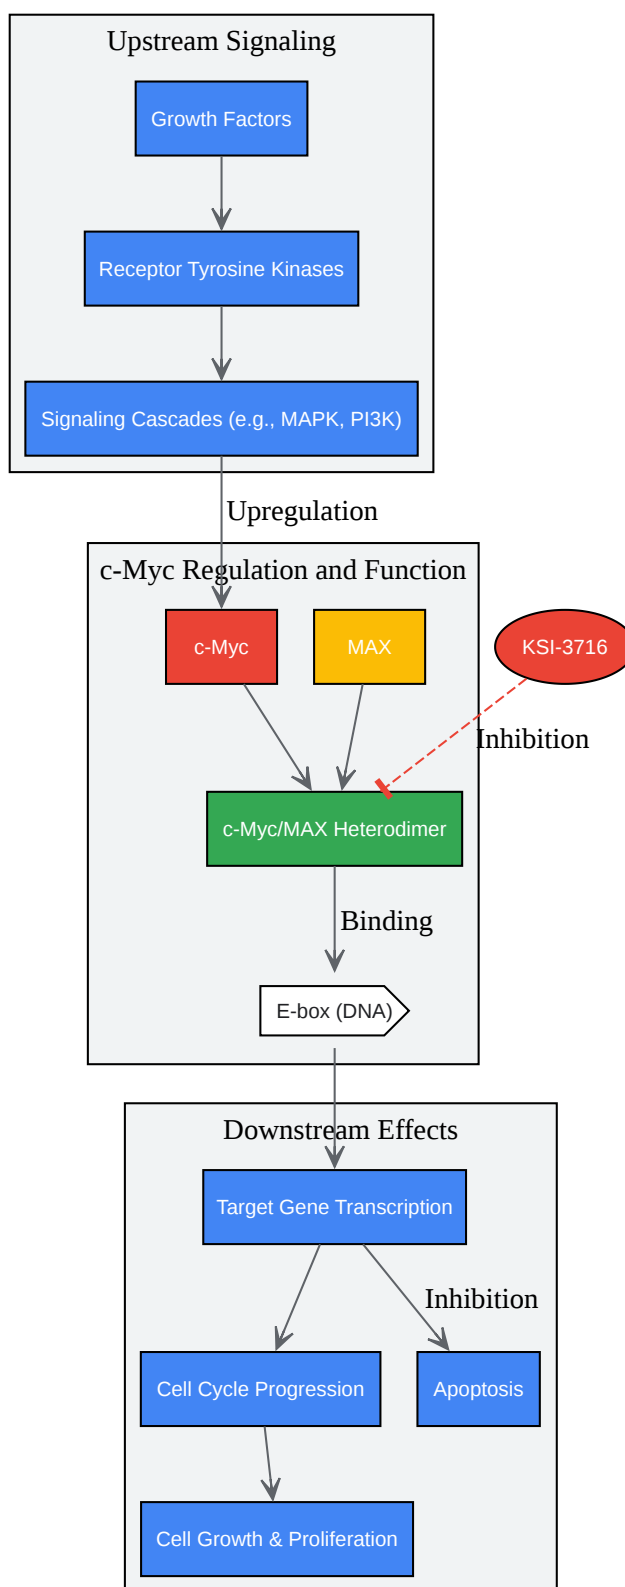 Upstream Signaling
Growth Factors
Receptor Tyrosine Kinases
Signaling Cascades (e.g., MAPK, PI3K)
Upregulation
c-Myc Regulation and Function
c-Myc
MAX
KSI-3716
Inhibition
c-Myc/MAX Heterodimer
Binding
E-box (DNA)
Downstream Effects
Target Gene Transcription
Inhibition
Cell Cycle Progression
Apoptosis
Cell Growth & Proliferation